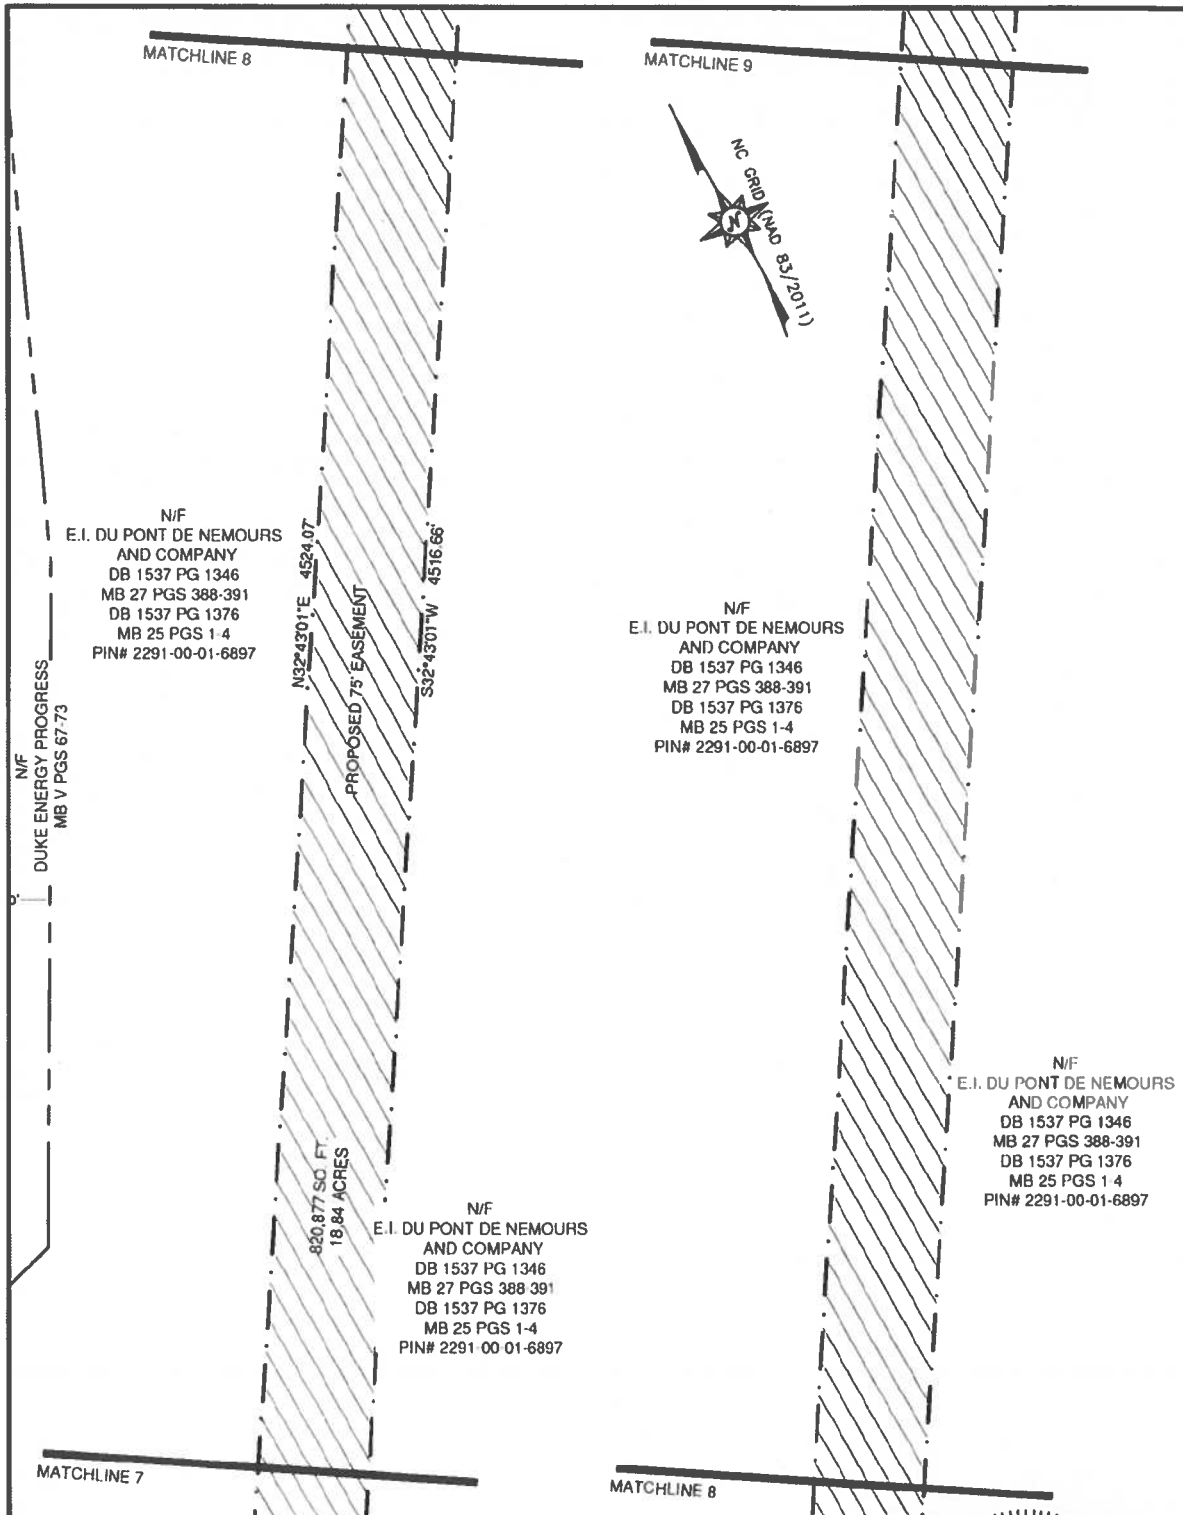 MATCHLINE 8
MATCHLINE 9
NC GRID (NAD 83/2011)
N
N/F
E.I. DU PONT DE NEMOURS
AND COMPANY
DB 1537 PG 1346
MB 27 PGS 388-391
DB 1537 PG 1376
MB 25 PGS 1-4
PIN# 2291-00-01-6897
N32°43'01"E 4524.07'
PROPOSED 75' EASEMENT
S32°43'01"W 4516.66'
N/F
DUKE ENERGY PROGRESS
MB V PGS 67-73
N/F
E.I. DU PONT DE NEMOURS
AND COMPANY
DB 1537 PG 1346
MB 27 PGS 388-391
DB 1537 PG 1376
MB 25 PGS 1-4
PIN# 2291-00-01-6897
820,877 SQ. FT.
18.84 ACRES
N/F
E.I. DU PONT DE NEMOURS
AND COMPANY
DB 1537 PG 1346
MB 27 PGS 388-391
DB 1537 PG 1376
MB 25 PGS 1-4
PIN# 2291-00-01-6897
N/F
E.I. DU PONT DE NEMOURS
AND COMPANY
DB 1537 PG 1346
MB 27 PGS 388-391
DB 1537 PG 1376
MB 25 PGS 1-4
PIN# 2291-00-01-6897
MATCHLINE 7
MATCHLINE 8